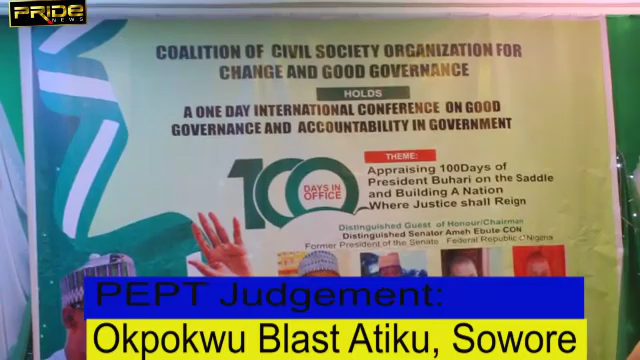 PRIDE
NEWS
COALITION OF CIVIL SOCIETY ORGANIZATION FOR
CHANGE AND GOOD GOVERNANCE
HOLDS
A ONE DAY INTERNATIONAL CONFERENCE ON GOOD
GOVERNANCE AND ACCOUNTABILITY IN GOVERNMENT
100
DAYS IN
OFFICE
THEME:
Appraising 100Days of
President Buhari on the Saddle
and Building A Nation
Where Justice shall Reign
Distinguished Guest of Honour/Chairman
Distinguished Senator Ameh Ebute CON
Former President of the Senate Federal Republic Nigeria
PEPT Judgement:
Okpokwu Blast Atiku, Sowore